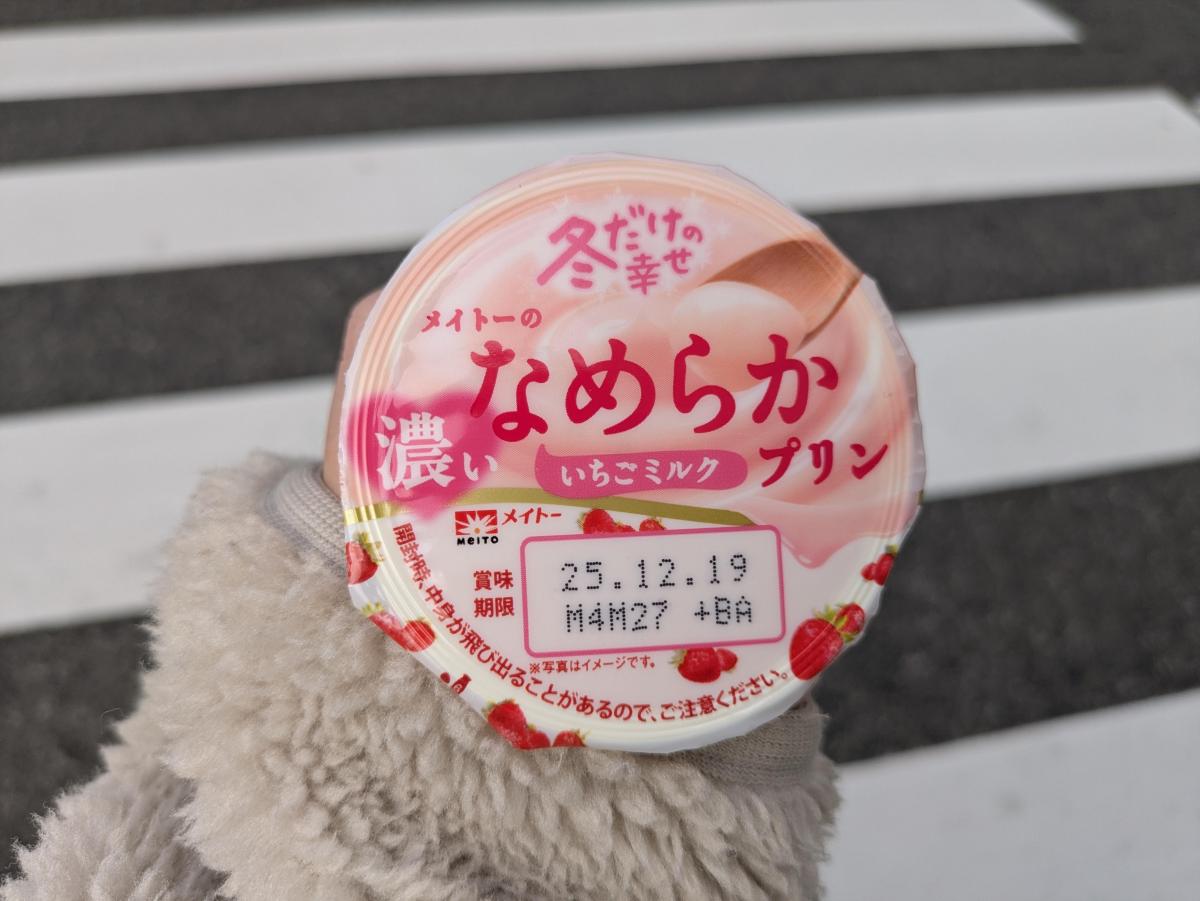 冬だけの
幸せ
メイトーの
なめらか
濃い
いちごミルク
プリン
MEITO
メイトー
賞味
期限
25.12.19
M4M27 +BA
※写真はイメージです。
開封時、中身が飛び出ることがあるので、ご注意ください。